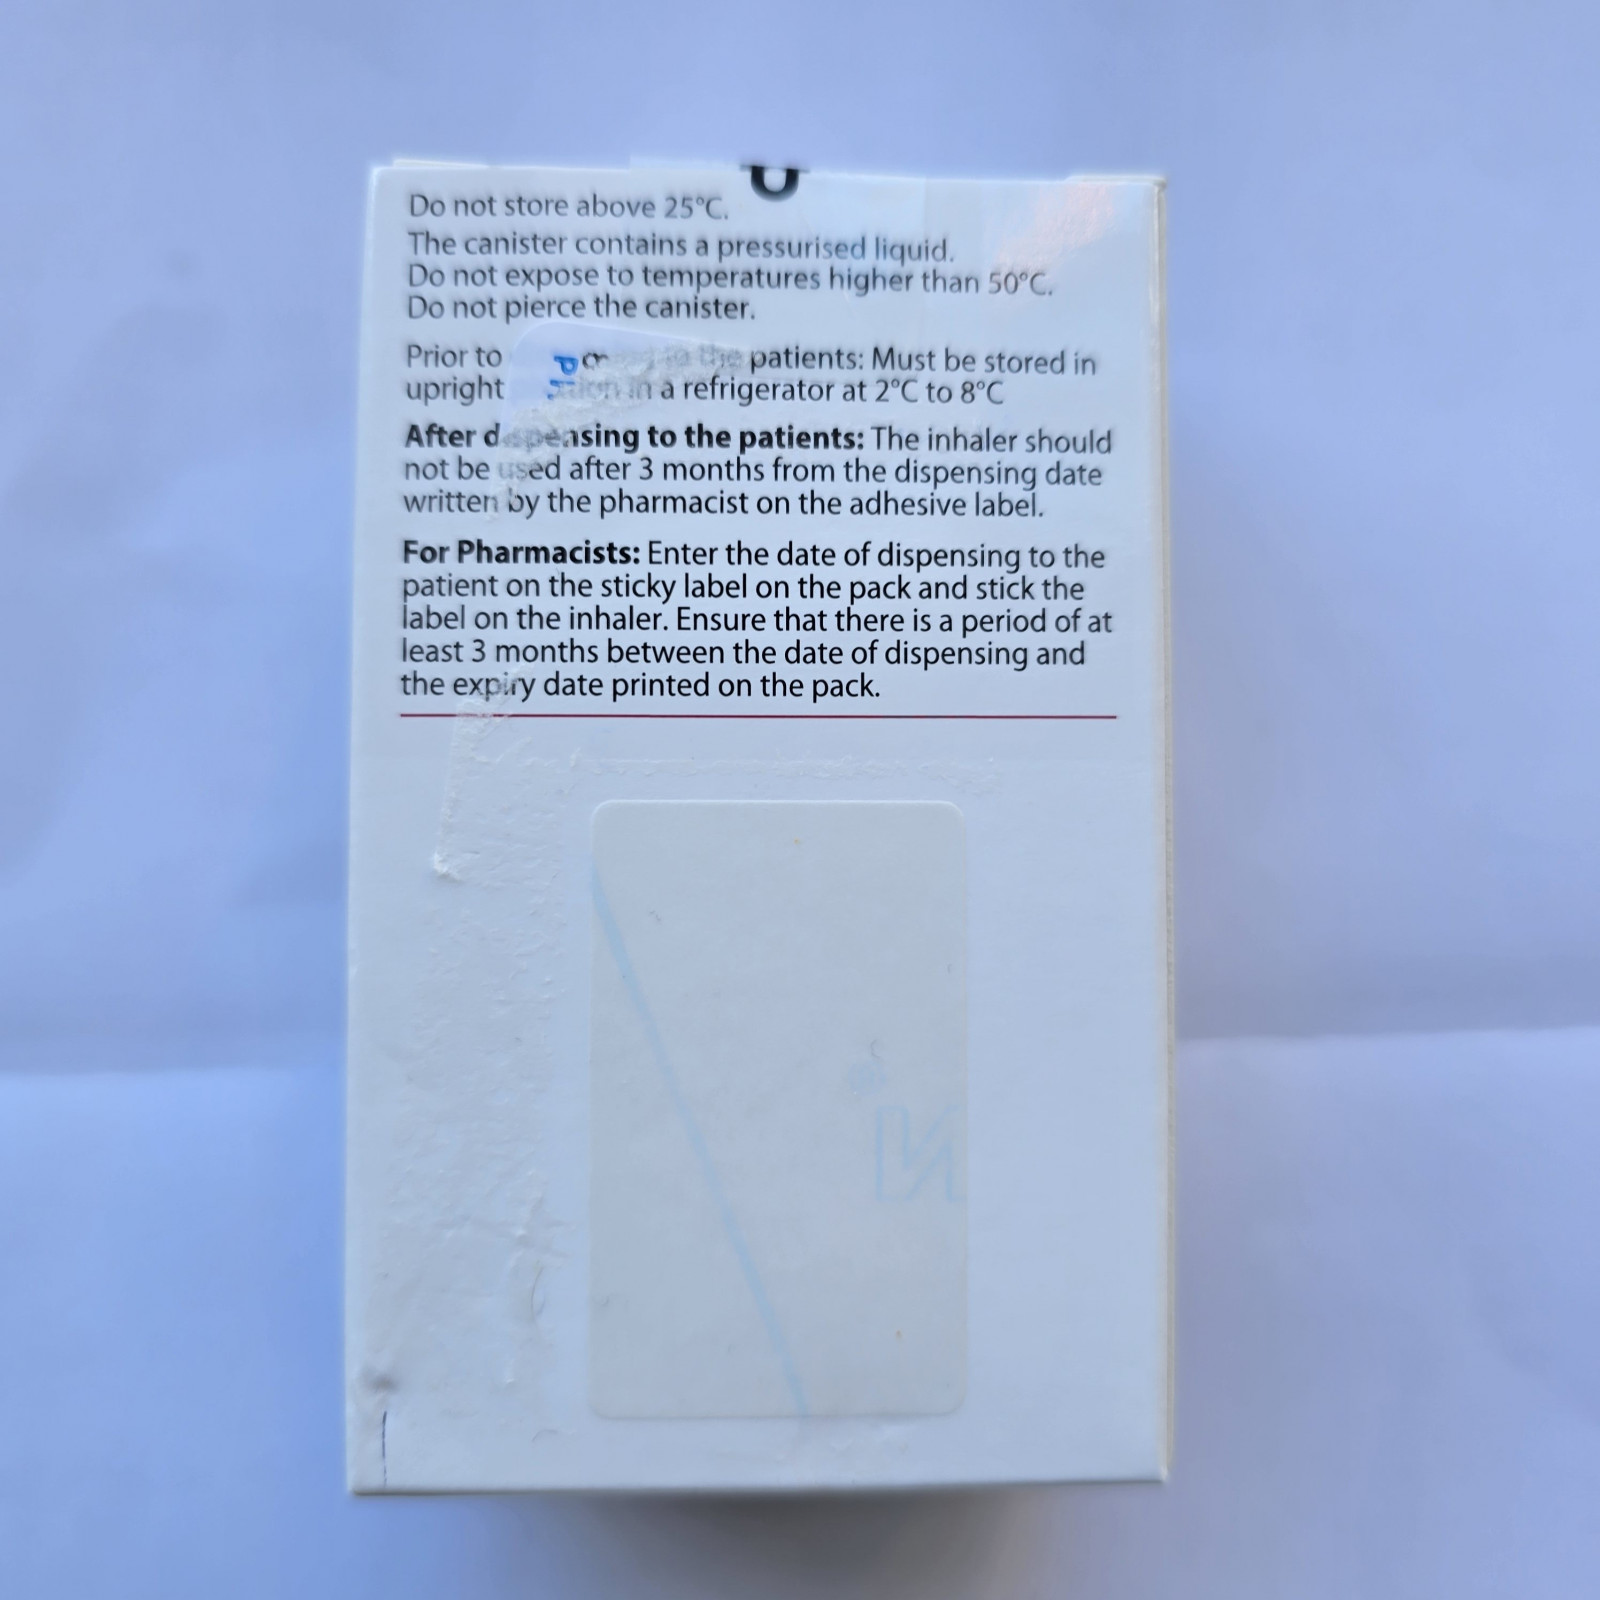 Do not store above 25°C.
The canister contains a pressurised liquid.
Do not expose to temperatures higher than 50°C.
Do not pierce the canister.
Prior to to the patients: Must be stored in
upright in a refrigerator at 2°C to 8°C
After dispensing to the patients: The inhaler should
not be used after 3 months from the dispensing date
written by the pharmacist on the adhesive label.
For Pharmacists: Enter the date of dispensing to the
patient on the sticky label on the pack and stick the
label on the inhaler. Ensure that there is a period of at
least 3 months between the date of dispensing and
the expiry date printed on the pack.